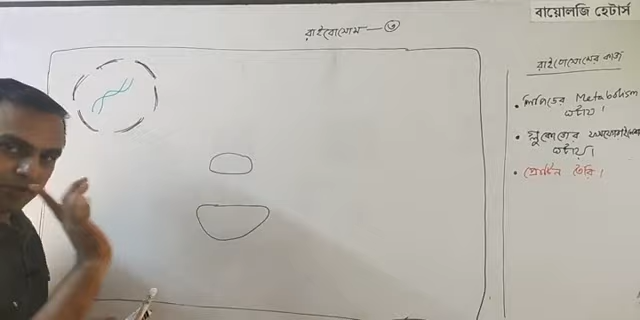 বায়োলজি হেটার্স
রাইবোসোম — ৩
রাইবোসোমের কাজ
• লিপিডের Metabolism
ঘটায়।
• গ্লুকোজের
ঘটায়।
• প্রোটিন তৈরি।